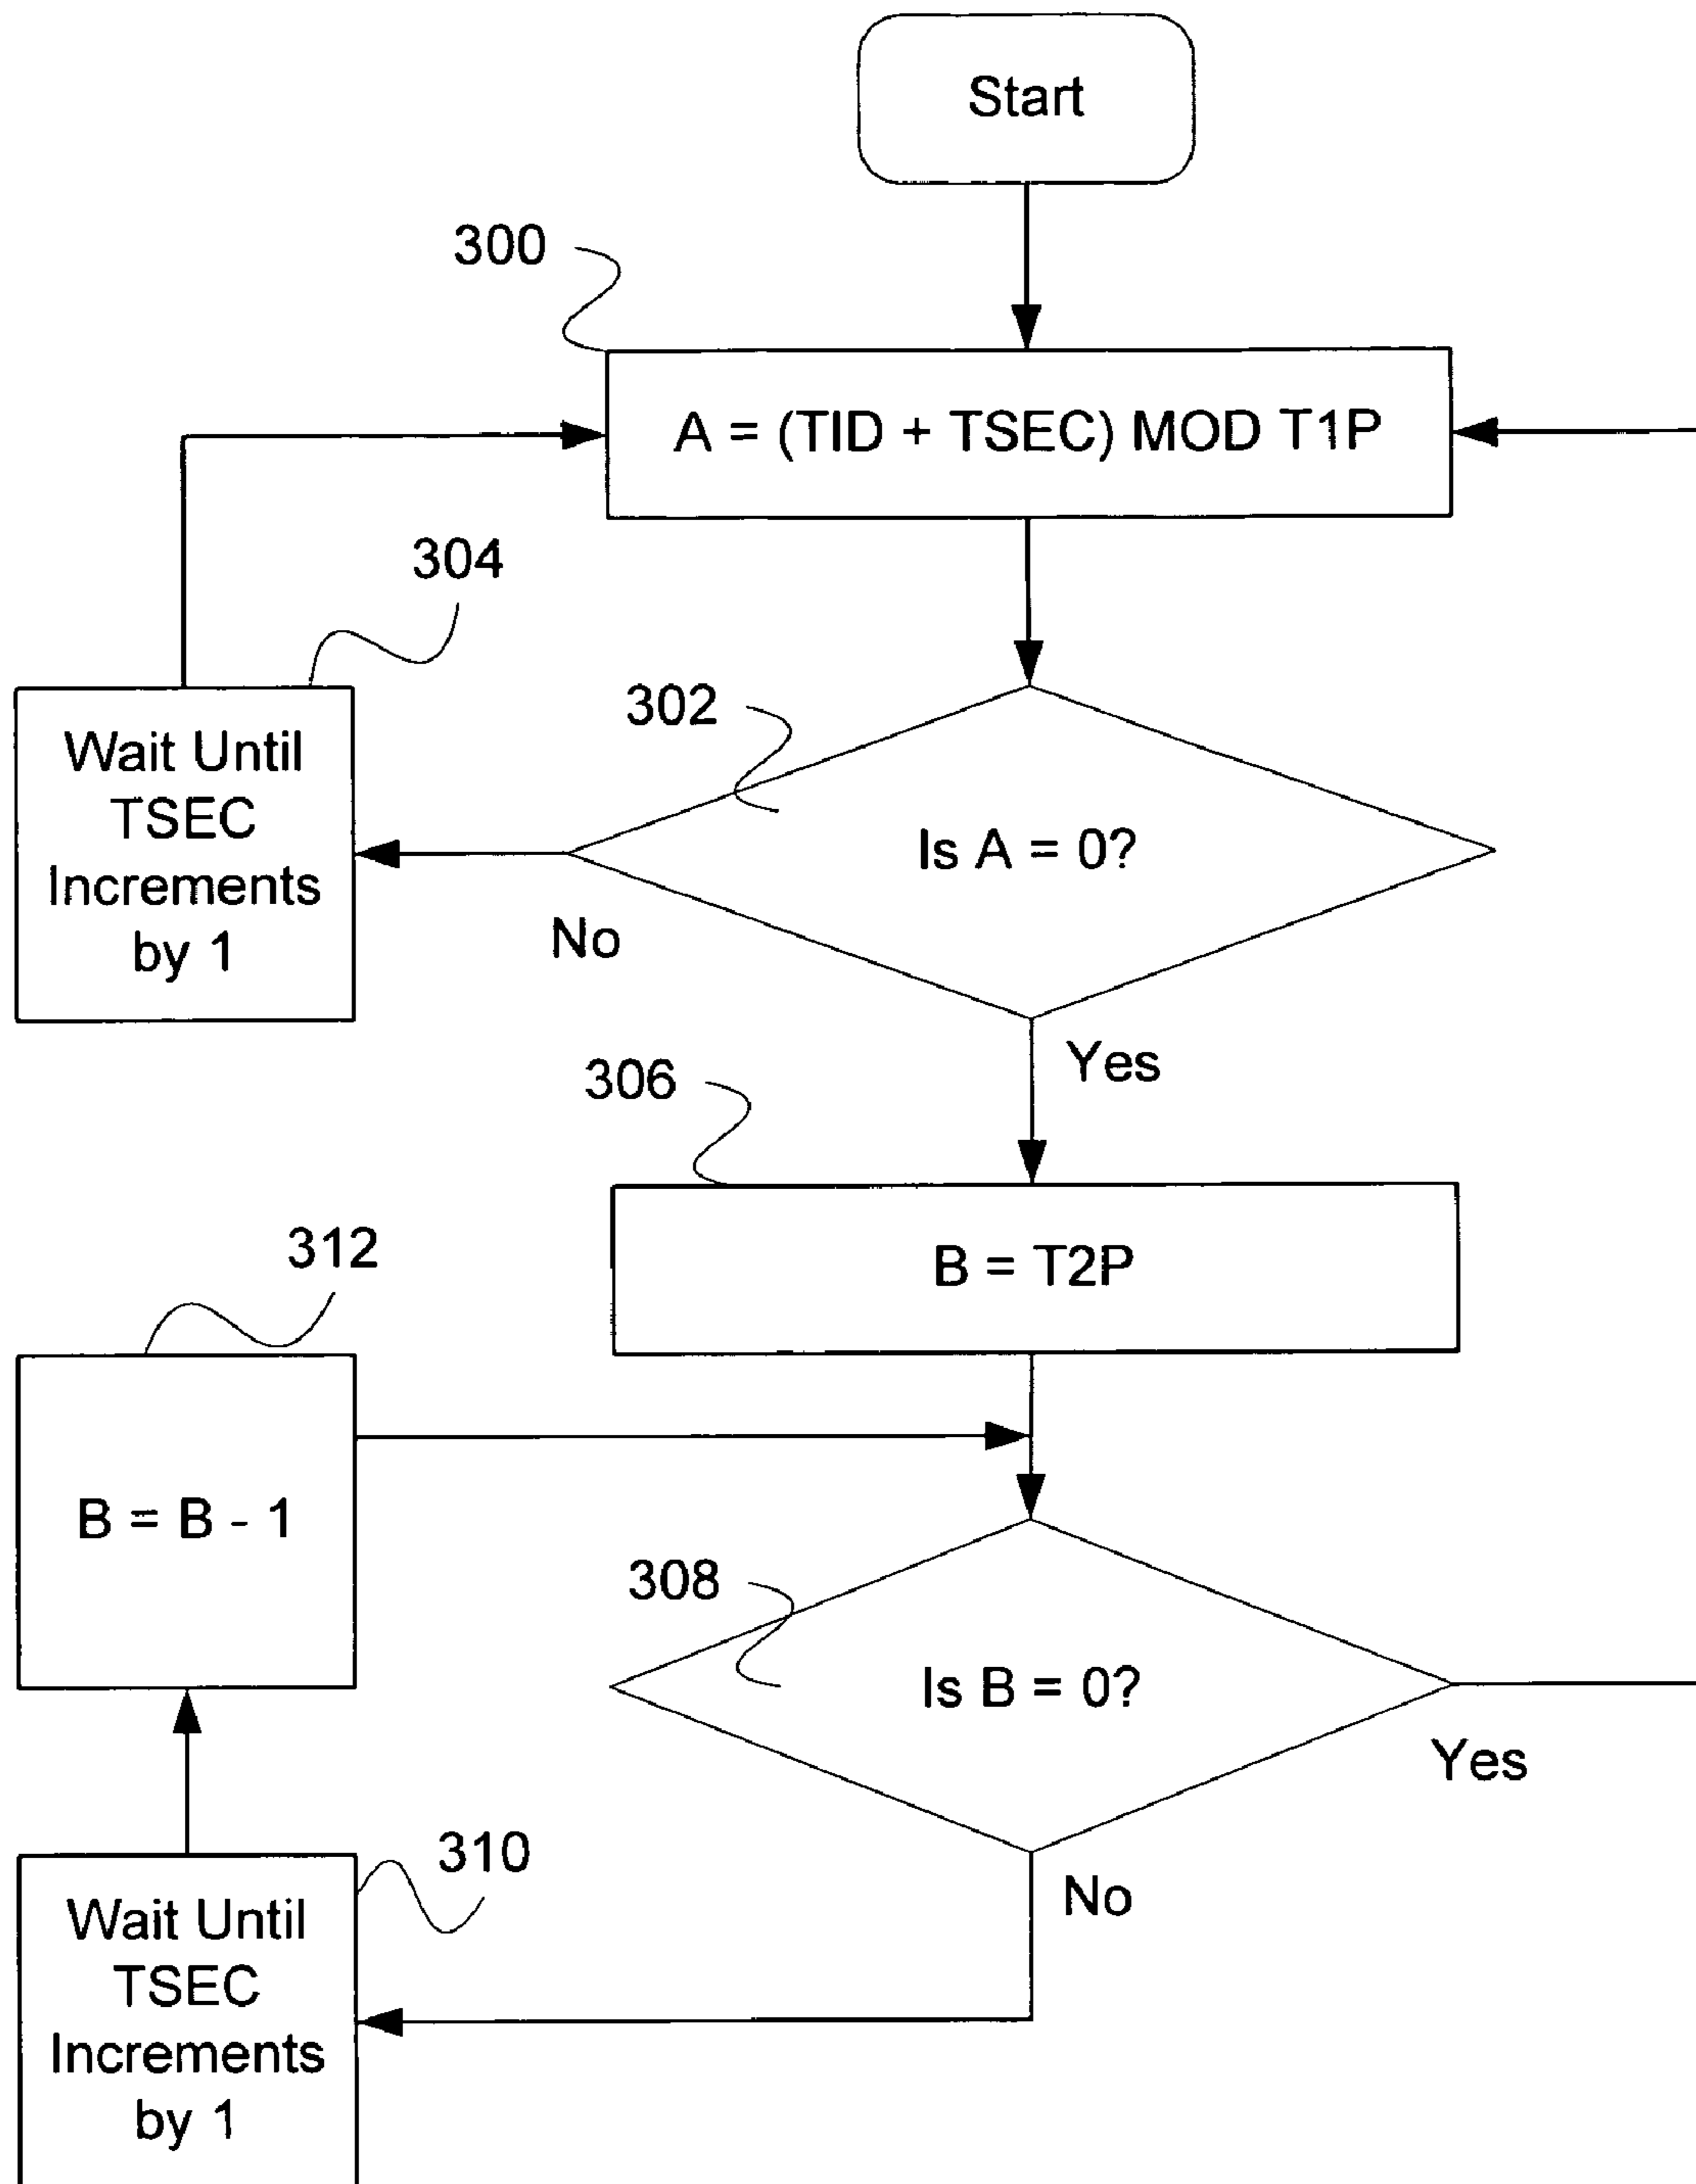 Start
300
A = (TID + TSEC) MOD T1P
304
302
Wait Until
TSEC
Increments
by 1
Is A = 0?
No
Yes
306
B = T2P
312
B = B - 1
308
Is B = 0?
Yes
310
No
Wait Until
TSEC
Increments
by 1